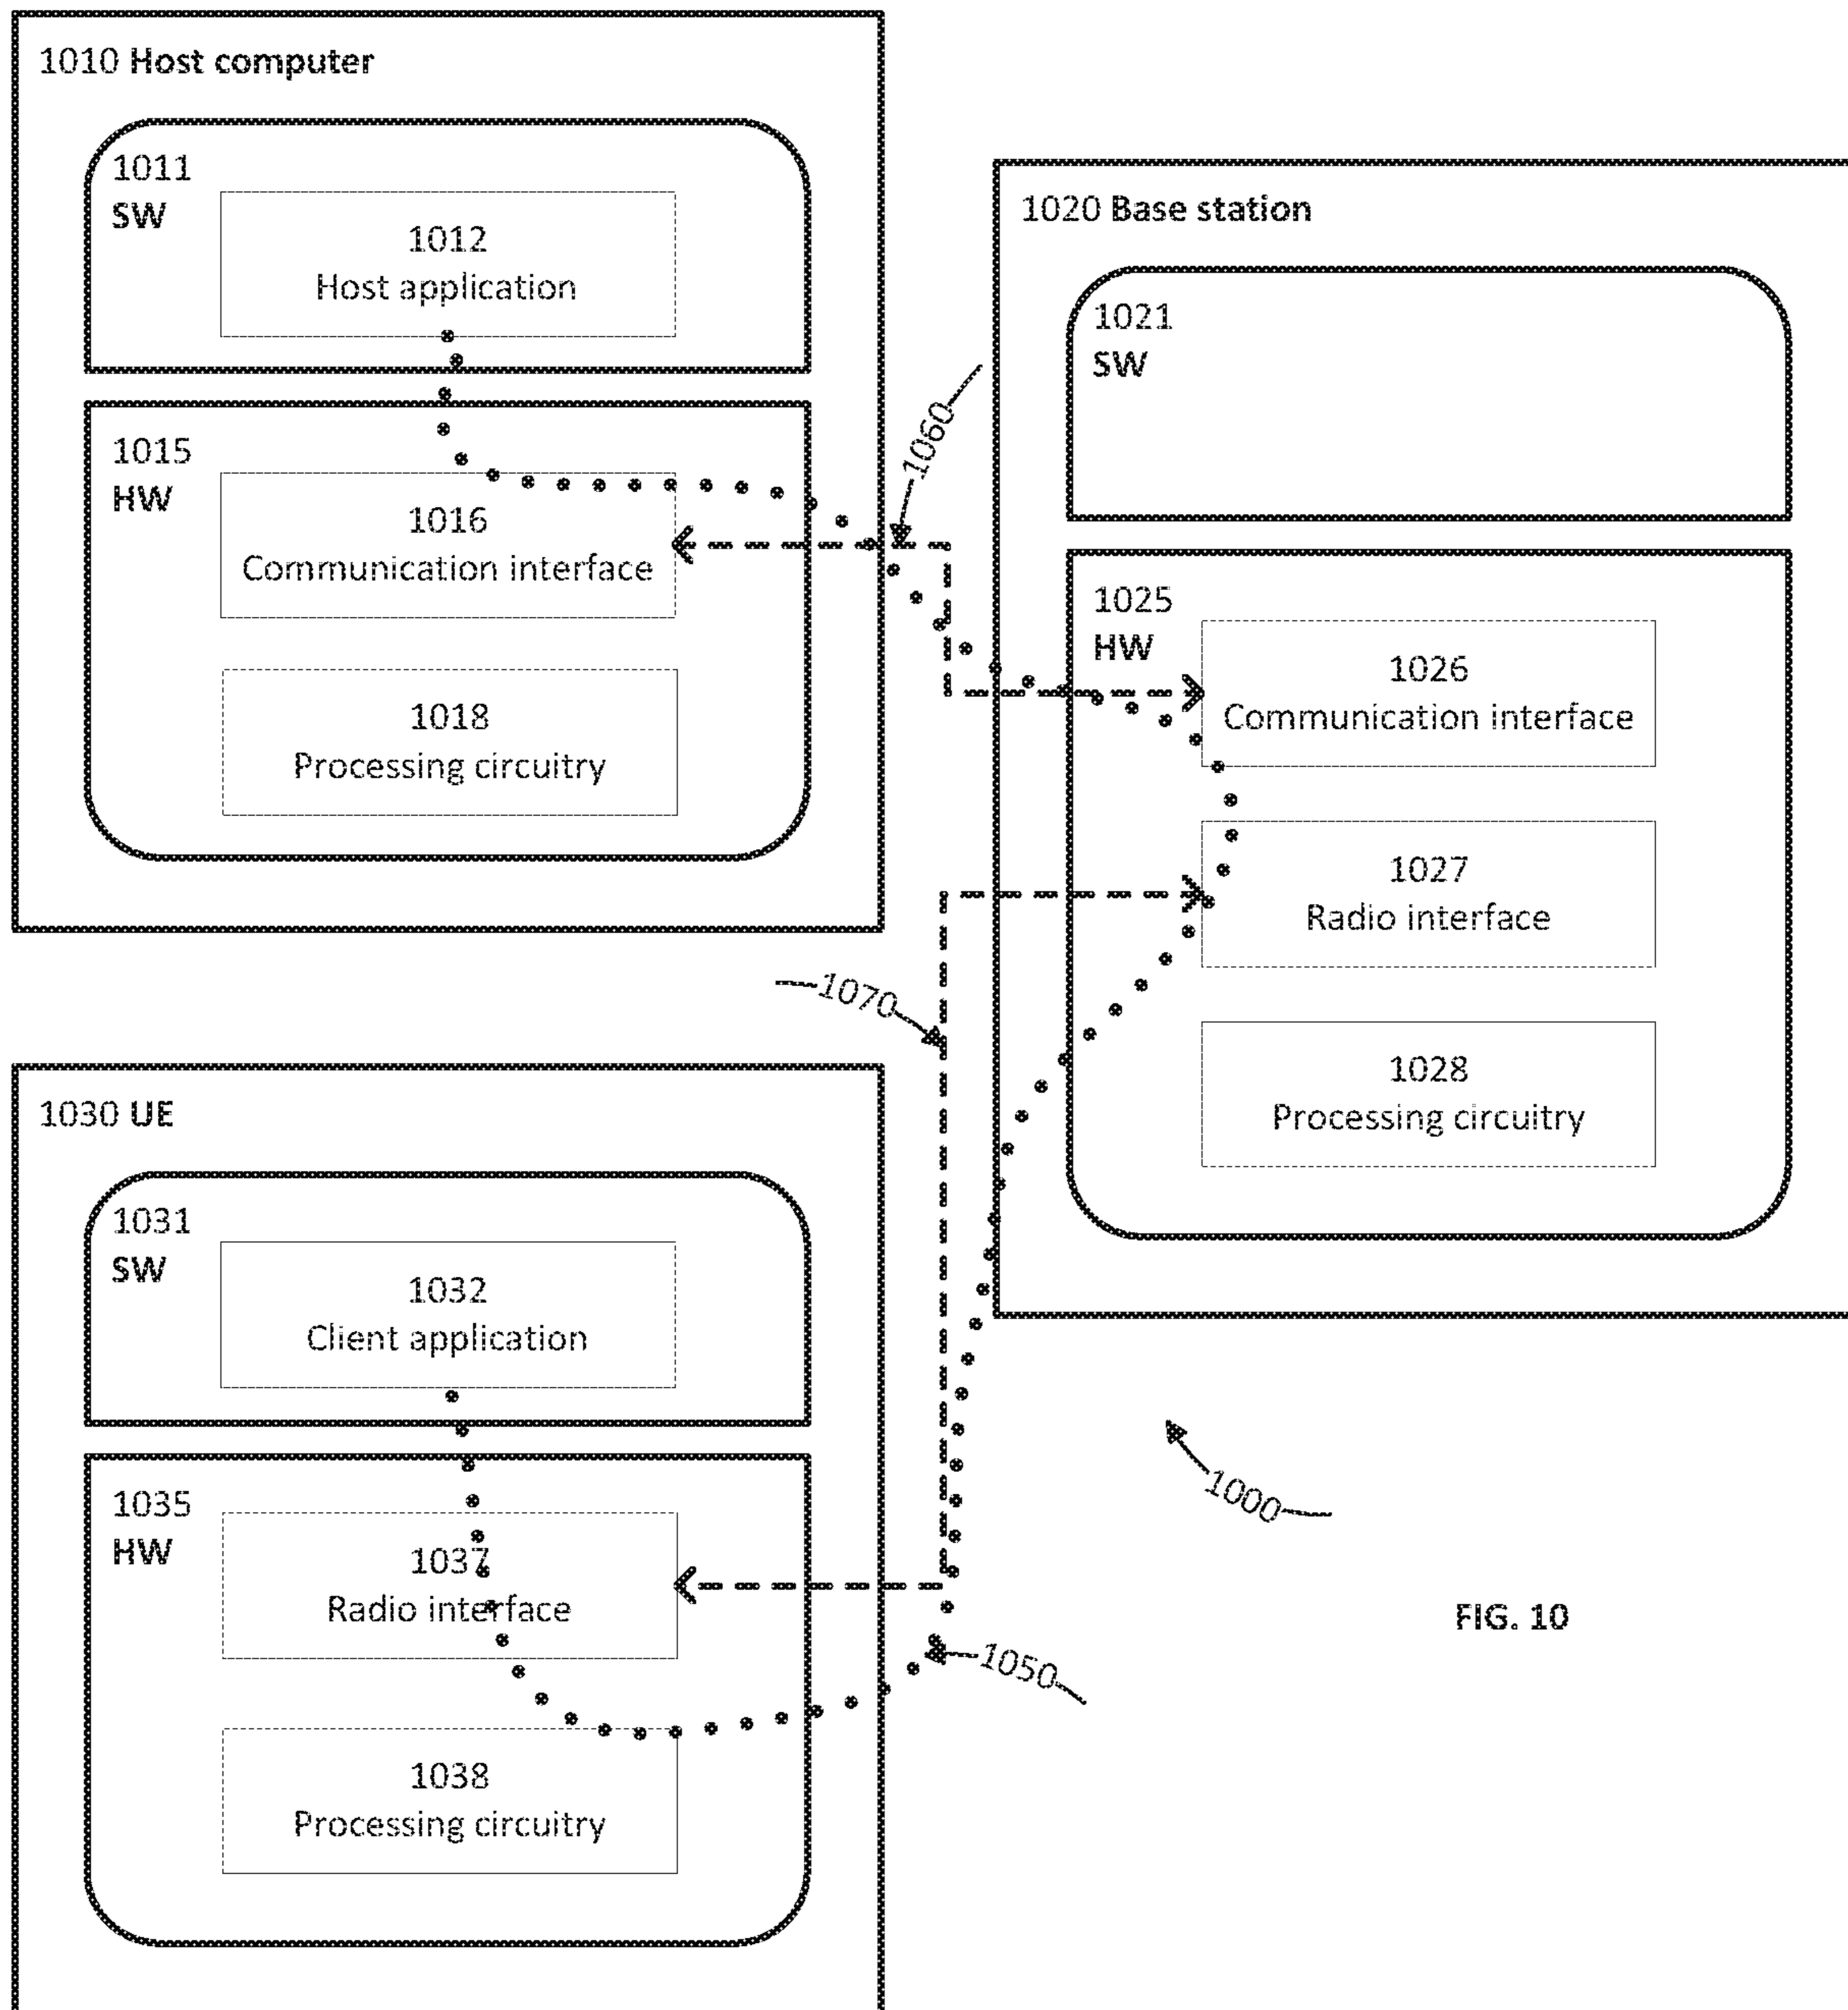 1010 Host computer
1011
SW
1012
Host application
1015
HW
1016
Communication interface
1018
Processing circuitry
1060
1020 Base station
1021
SW
1025
HW
1026
Communication interface
1027
Radio interface
1028
Processing circuitry
1070
1030 UE
1031
SW
1032
Client application
1035
HW
1037
Radio interface
1038
Processing circuitry
1050
1000
FIG. 10